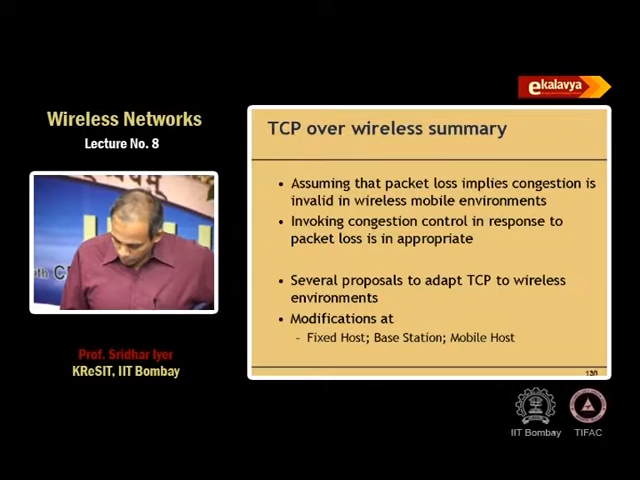 ekalavya
Wireless Networks
Lecture No. 8
TCP over wireless summary
Assuming that packet loss implies congestion is
invalid in wireless mobile environments
Invoking congestion control in response to
packet loss is in appropriate
Several proposals to adapt TCP to wireless
environments
Modifications at
– Fixed Host; Base Station; Mobile Host
Prof. Sridhar Iyer
KReSIT, IIT Bombay
130
IIT Bombay
TIFAC